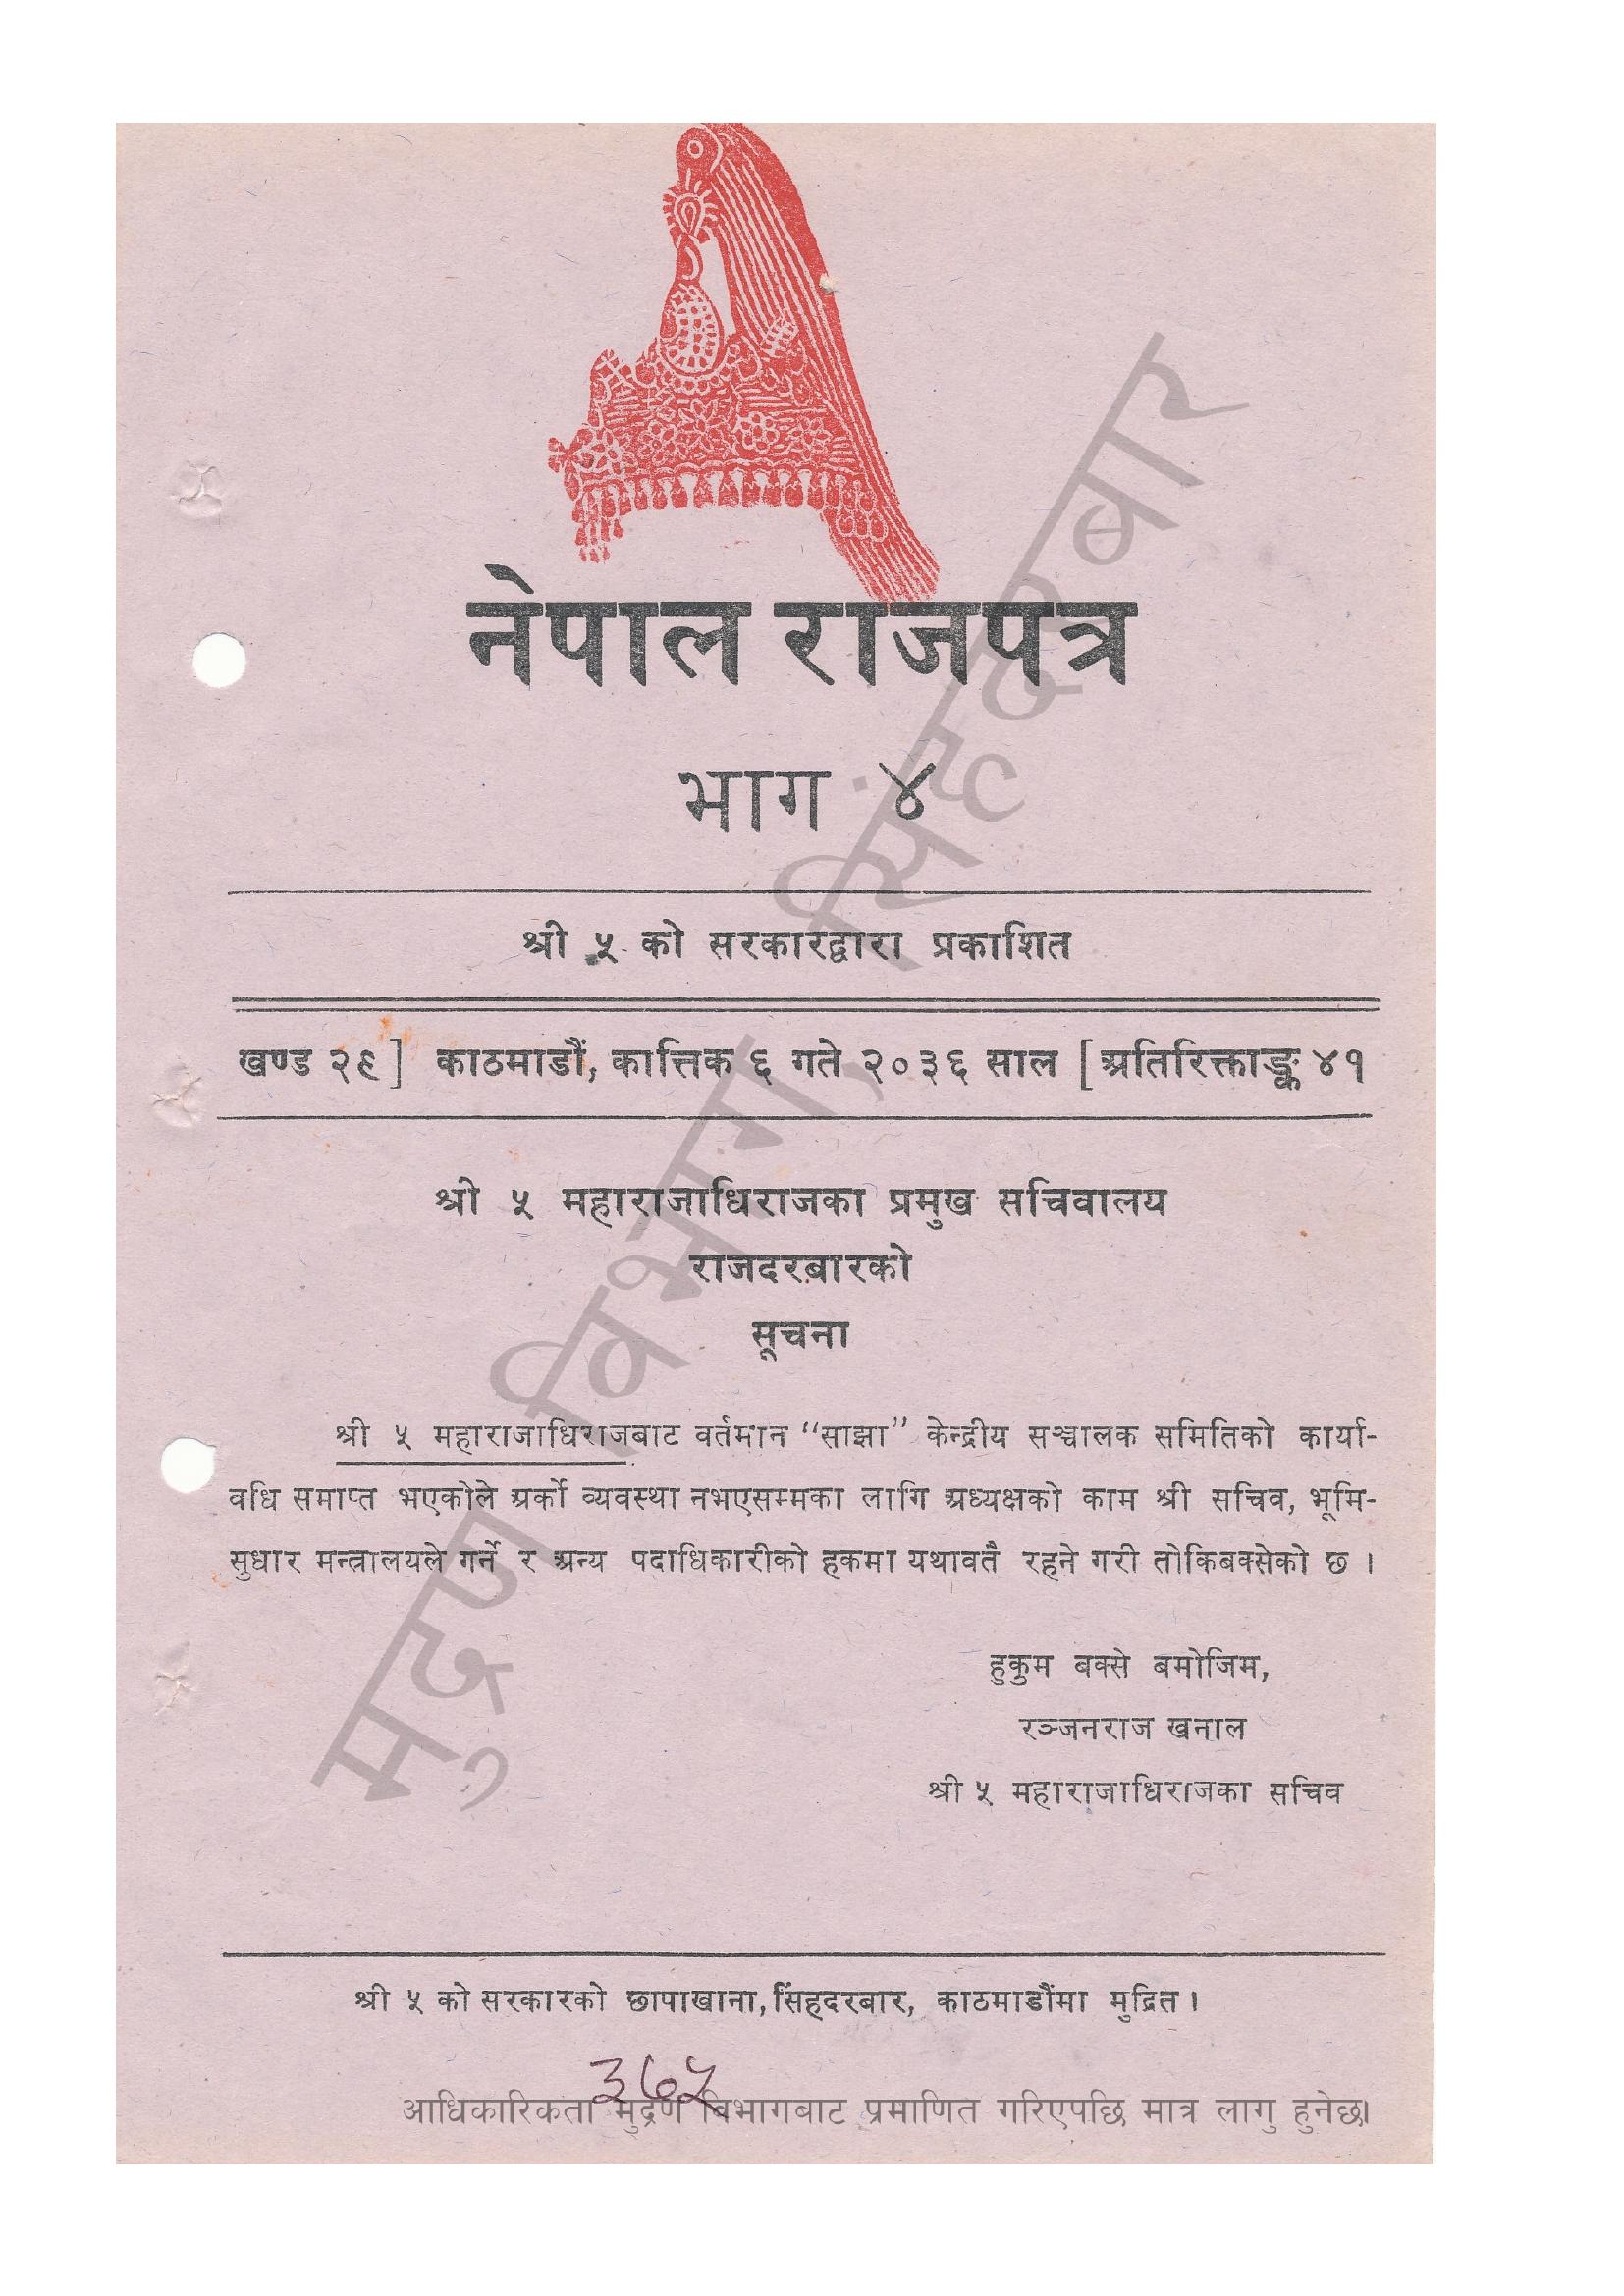 नेपाल राजपत्र
भाग ४
श्री ५ को सरकारद्वारा प्रकाशित
खण्ड २९] काठमाडौं, कात्तिक ६ गते २०३६ साल [अतिरिक्ताङ्क ४१
श्री ५ महाराजाधिराजका प्रमुख सचिवालय
राजदरबारको
सूचना
श्री ५ महाराजाधिराजबाट वर्तमान “साझा” केन्द्रीय सञ्चालक समितिको कार्या-
वधि समाप्त भएकोले अर्को व्यवस्था नभएसम्मका लागि अध्यक्षको काम श्री सचिव, भूमि-
सुधार मन्त्रालयले गर्ने र अन्य पदाधिकारीको हकमा यथावतै रहने गरी तोकिबक्सेको छ ।
हुकुम बक्से बमोजिम,
रञ्जनराज खनाल
श्री ५ महाराजाधिराजका सचिव
श्री ५ को सरकारको छापाखाना, सिंहदरबार, काठमाडौंमा मुद्रित ।
३७५
आधिकारिकता मुद्रण विभागबाट प्रमाणित गरिएपछि मात्र लागु हुनेछ।
मुद्रण विभाग, सिंहदरबार